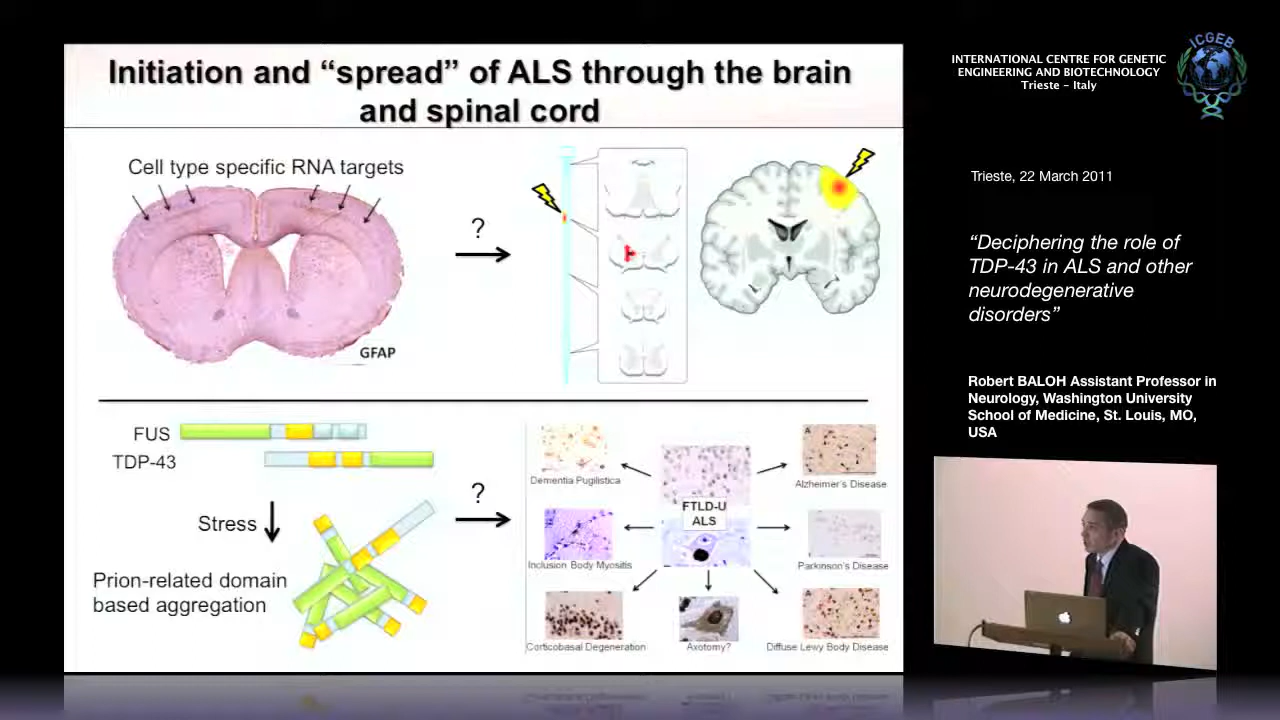 Initiation and “spread” of ALS through the brain
and spinal cord
Cell type specific RNA targets
?
GFAP
FUS
TDP-43
Stress
Prion-related domain
based aggregation
?
Dementia Pugilistica
A
Alzheimer's Disease
FTLD-U
ALS
Inclusion Body Myositis
Parkinson's Disease
Corticobasal Degeneration
Axotomy?
A
Diffuse Lewy Body Disease
INTERNATIONAL CENTRE FOR GENETIC
ENGINEERING AND BIOTECHNOLOGY
Trieste - Italy
ICGEB
Trieste, 22 March 2011
“Deciphering the role of
TDP-43 in ALS and other
neurodegenerative
disorders”
Robert BALOH Assistant Professor in
Neurology, Washington University
School of Medicine, St. Louis, MO,
USA